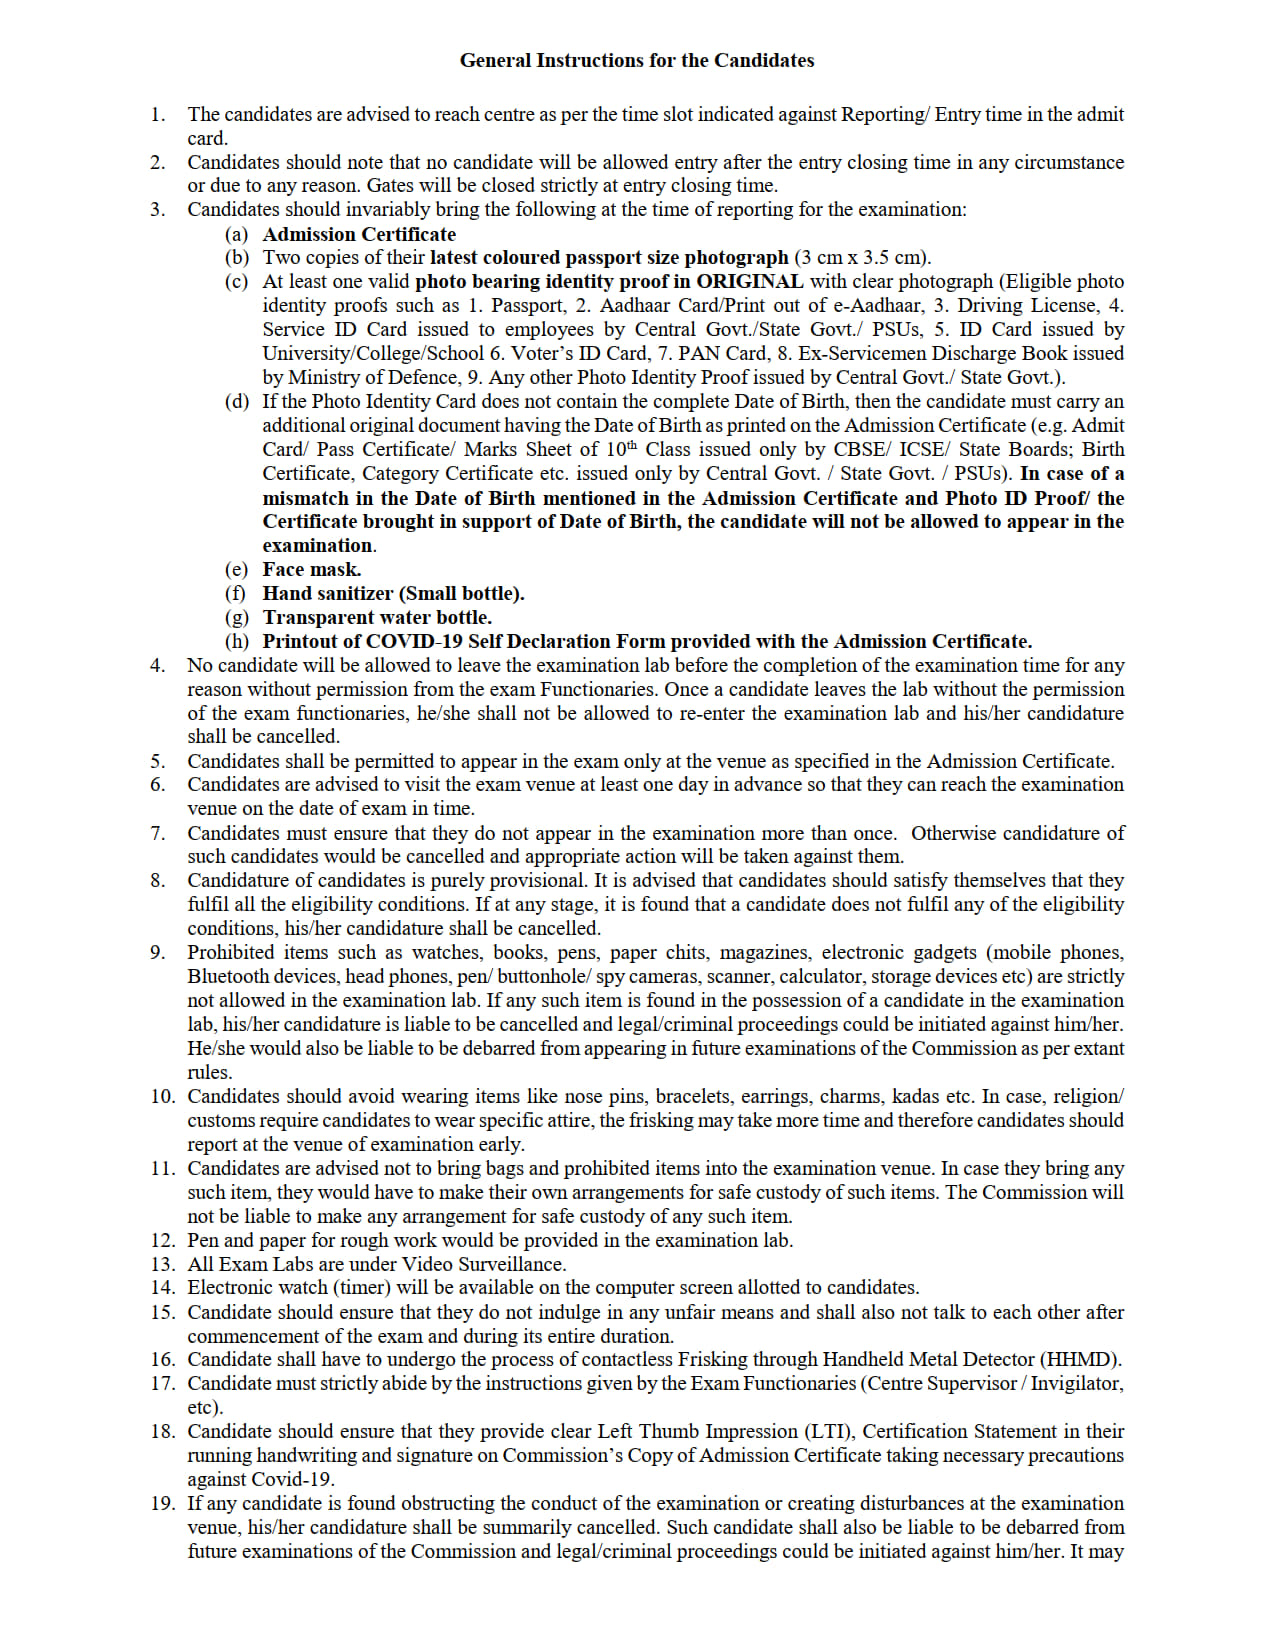 General Instructions for the Candidates
1. The candidates are advised to reach centre as per the time slot indicated against Reporting/ Entry time in the admit
card.
2. Candidates should note that no candidate will be allowed entry after the entry closing time in any circumstance
or due to any reason. Gates will be closed strictly at entry closing time.
3. Candidates should invariably bring the following at the time of reporting for the examination:
(a) Admission Certificate
(b) Two copies of their latest coloured passport size photograph (3 cm x 3.5 cm).
(c) At least one valid photo bearing identity proof in ORIGINAL with clear photograph (Eligible photo
identity proofs such as 1. Passport, 2. Aadhaar Card/Print out of e-Aadhaar, 3. Driving License, 4.
Service ID Card issued to employees by Central Govt./State Govt./ PSUs, 5. ID Card issued by
University/College/School 6. Voter’s ID Card, 7. PAN Card, 8. Ex-Servicemen Discharge Book issued
by Ministry of Defence, 9. Any other Photo Identity Proof issued by Central Govt./ State Govt.).
(d) If the Photo Identity Card does not contain the complete Date of Birth, then the candidate must carry an
additional original document having the Date of Birth as printed on the Admission Certificate (e.g. Admit
Card/ Pass Certificate/ Marks Sheet of 10th Class issued only by CBSE/ ICSE/ State Boards; Birth
Certificate, Category Certificate etc. issued only by Central Govt. / State Govt. / PSUs). In case of a
mismatch in the Date of Birth mentioned in the Admission Certificate and Photo ID Proof/ the
Certificate brought in support of Date of Birth, the candidate will not be allowed to appear in the
examination.
(e) Face mask.
(f) Hand sanitizer (Small bottle).
(g) Transparent water bottle.
(h) Printout of COVID-19 Self Declaration Form provided with the Admission Certificate.
4. No candidate will be allowed to leave the examination lab before the completion of the examination time for any
reason without permission from the exam Functionaries. Once a candidate leaves the lab without the permission
of the exam functionaries, he/she shall not be allowed to re-enter the examination lab and his/her candidature
shall be cancelled.
5. Candidates shall be permitted to appear in the exam only at the venue as specified in the Admission Certificate.
6. Candidates are advised to visit the exam venue at least one day in advance so that they can reach the examination
venue on the date of exam in time.
7. Candidates must ensure that they do not appear in the examination more than once. Otherwise candidature of
such candidates would be cancelled and appropriate action will be taken against them.
8. Candidature of candidates is purely provisional. It is advised that candidates should satisfy themselves that they
fulfil all the eligibility conditions. If at any stage, it is found that a candidate does not fulfil any of the eligibility
conditions, his/her candidature shall be cancelled.
9. Prohibited items such as watches, books, pens, paper chits, magazines, electronic gadgets (mobile phones,
Bluetooth devices, head phones, pen/ buttonhole/ spy cameras, scanner, calculator, storage devices etc) are strictly
not allowed in the examination lab. If any such item is found in the possession of a candidate in the examination
lab, his/her candidature is liable to be cancelled and legal/criminal proceedings could be initiated against him/her.
He/she would also be liable to be debarred from appearing in future examinations of the Commission as per extant
rules.
10. Candidates should avoid wearing items like nose pins, bracelets, earrings, charms, kadas etc. In case, religion/
customs require candidates to wear specific attire, the frisking may take more time and therefore candidates should
report at the venue of examination early.
11. Candidates are advised not to bring bags and prohibited items into the examination venue. In case they bring any
such item, they would have to make their own arrangements for safe custody of such items. The Commission will
not be liable to make any arrangement for safe custody of any such item.
12. Pen and paper for rough work would be provided in the examination lab.
13. All Exam Labs are under Video Surveillance.
14. Electronic watch (timer) will be available on the computer screen allotted to candidates.
15. Candidate should ensure that they do not indulge in any unfair means and shall also not talk to each other after
commencement of the exam and during its entire duration.
16. Candidate shall have to undergo the process of contactless Frisking through Handheld Metal Detector (HHMD).
17. Candidate must strictly abide by the instructions given by the Exam Functionaries (Centre Supervisor / Invigilator,
etc).
18. Candidate should ensure that they provide clear Left Thumb Impression (LTI), Certification Statement in their
running handwriting and signature on Commission’s Copy of Admission Certificate taking necessary precautions
against Covid-19.
19. If any candidate is found obstructing the conduct of the examination or creating disturbances at the examination
venue, his/her candidature shall be summarily cancelled. Such candidate shall also be liable to be debarred from
future examinations of the Commission and legal/criminal proceedings could be initiated against him/her. It may